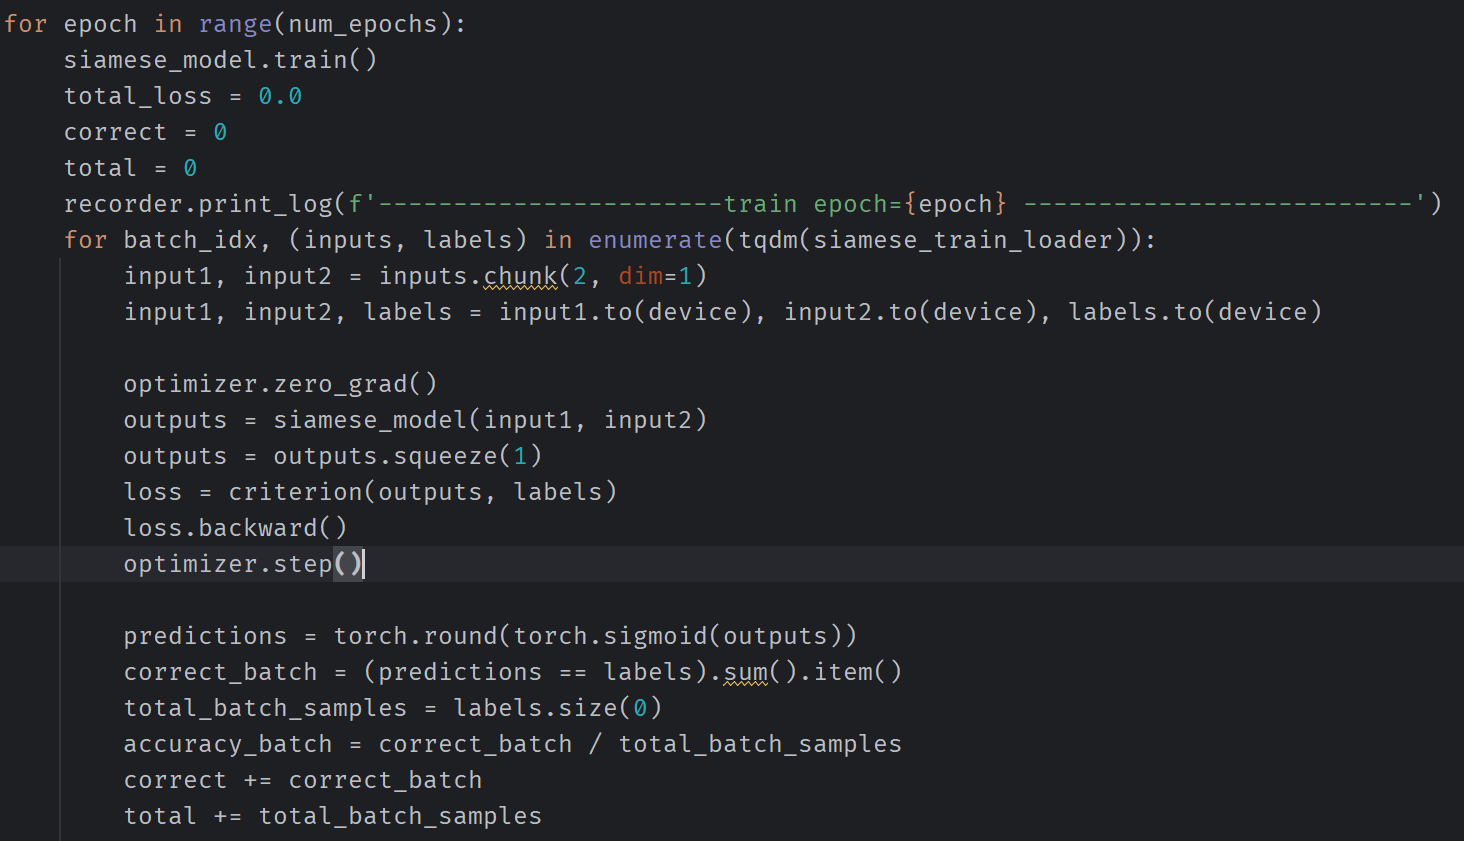 for epoch in range(num_epochs):
    siamese_model.train()
    total_loss = 0.0
    correct = 0
    total = 0
    recorder.print_log(f'-----------------------train epoch={epoch} --------------------------')
    for batch_idx, (inputs, labels) in enumerate(tqdm(siamese_train_loader)):
        input1, input2 = inputs.chunk(2, dim=1)
        input1, input2, labels = input1.to(device), input2.to(device), labels.to(device)

        optimizer.zero_grad()
        outputs = siamese_model(input1, input2)
        outputs = outputs.squeeze(1)
        loss = criterion(outputs, labels)
        loss.backward()
        optimizer.step()

        predictions = torch.round(torch.sigmoid(outputs))
        correct_batch = (predictions == labels).sum().item()
        total_batch_samples = labels.size(0)
        accuracy_batch = correct_batch / total_batch_samples
        correct += correct_batch
        total += total_batch_samples